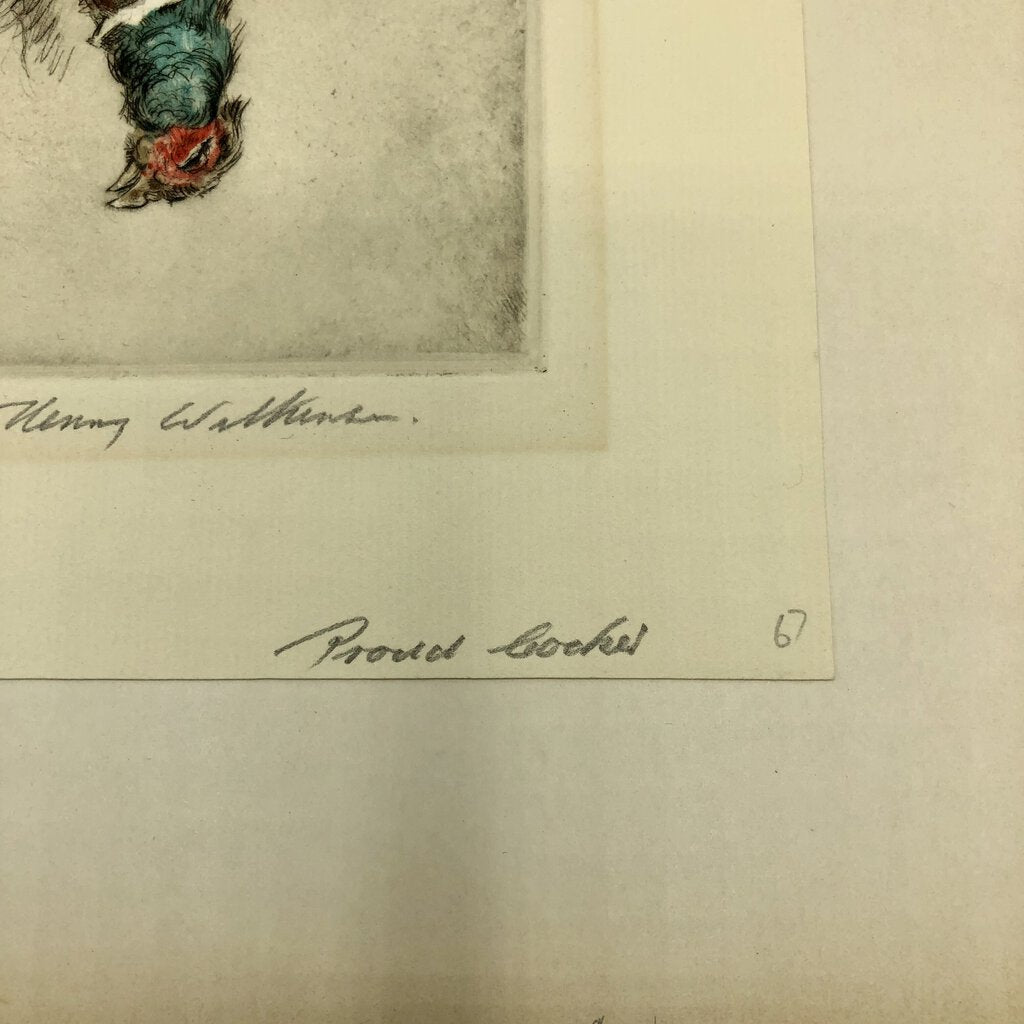 Henry Wilkinson.
Proud Cocker 67